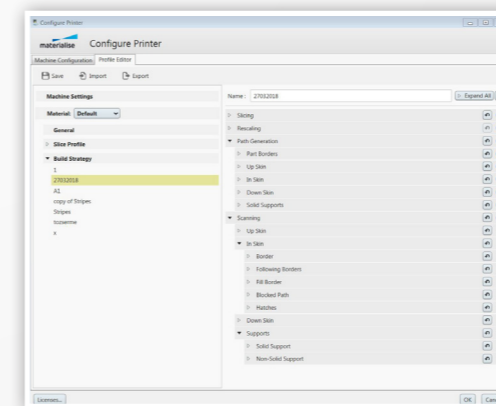 Configure Printer
materialise Configure Printer
Machine Configuration Profile Editor
Save Import Export
Machine Settings
Material: Default
General
Slice Profile
Build Strategy
1
27032018
A1
copy of Stripes
Stripes
x
Name: 27032018 Expand All
Slicing
Rescaling
Path Generation
Part Borders
Up Skin
In Skin
Down Skin
Solid Supports
Scanning
Up Skin
In Skin
Border
Following Borders
Fill Border
Blocked Path
Hatches
Down Skin
Supports
Solid Support
Non-Solid Support
Licenses... OK